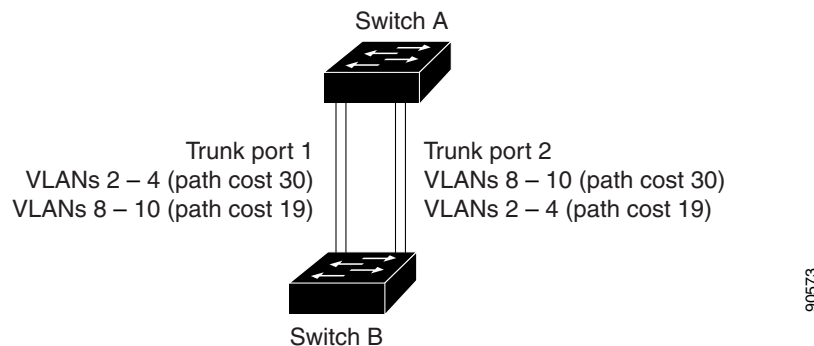 Switch A
Trunk port 1
VLANs 2 – 4 (path cost 30)
VLANs 8 – 10 (path cost 19)
Trunk port 2
VLANs 8 – 10 (path cost 30)
VLANs 2 – 4 (path cost 19)
Switch B
90573